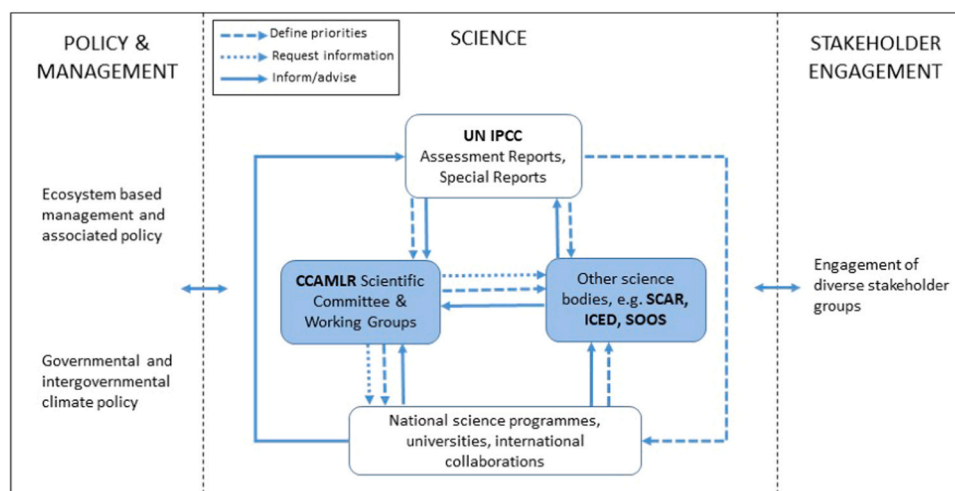 POLICY &
MANAGEMENT
SCIENCE
STAKEHOLDER
ENGAGEMENT
Define priorities
Request information
Inform/advise
UN IPCC
Assessment Reports,
Special Reports
Ecosystem based
management and
associated policy
CCAMLR Scientific
Committee &
Working Groups
Other science
bodies, e.g. SCAR,
ICED, SOOS
Engagement of
diverse stakeholder
groups
Governmental and
intergovernmental
climate policy
National science programmes,
universities, international
collaborations